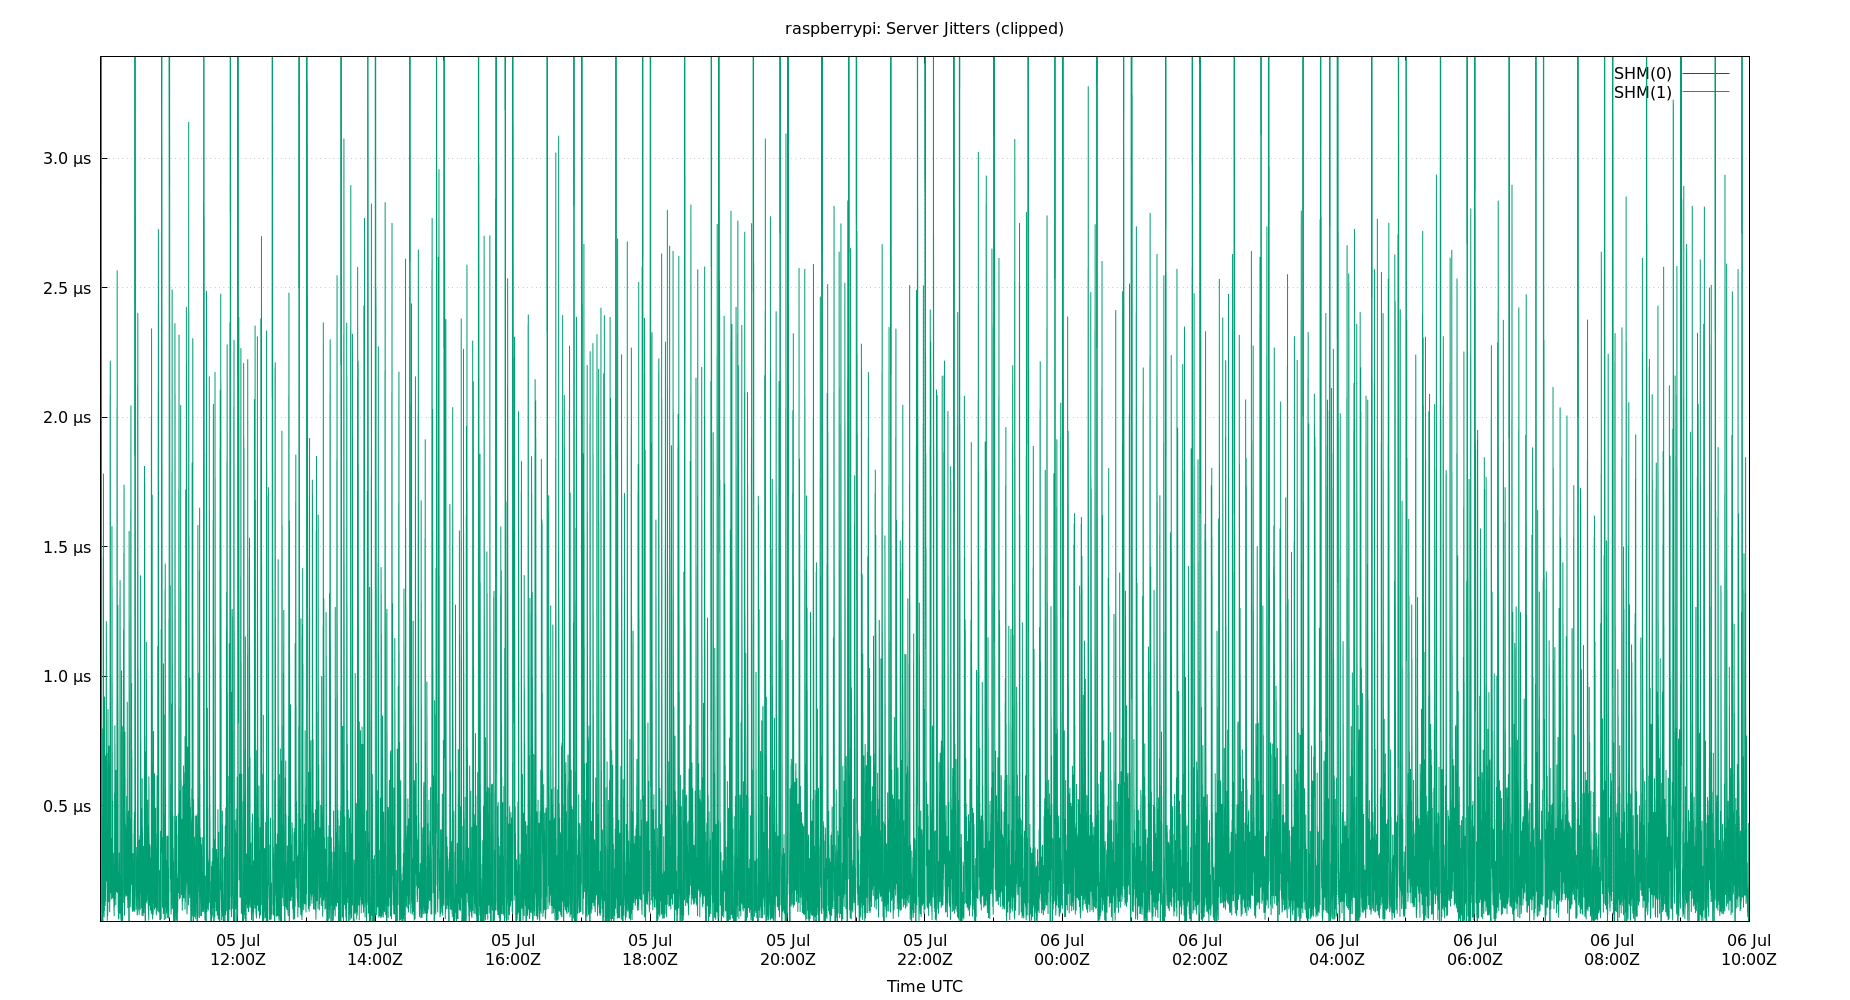 raspberrypi: Server Jitters (clipped)
SHM(0)
SHM(1)
3.0 µs
2.5 µs
2.0 µs
1.5 µs
1.0 µs
0.5 µs
05 Jul 05 Jul 05 Jul 05 Jul 05 Jul 05 Jul 06 Jul 06 Jul 06 Jul 06 Jul 06 Jul 06 Jul
12:00Z 14:00Z 16:00Z 18:00Z 20:00Z 22:00Z 00:00Z 02:00Z 04:00Z 06:00Z 08:00Z 10:00Z
Time UTC